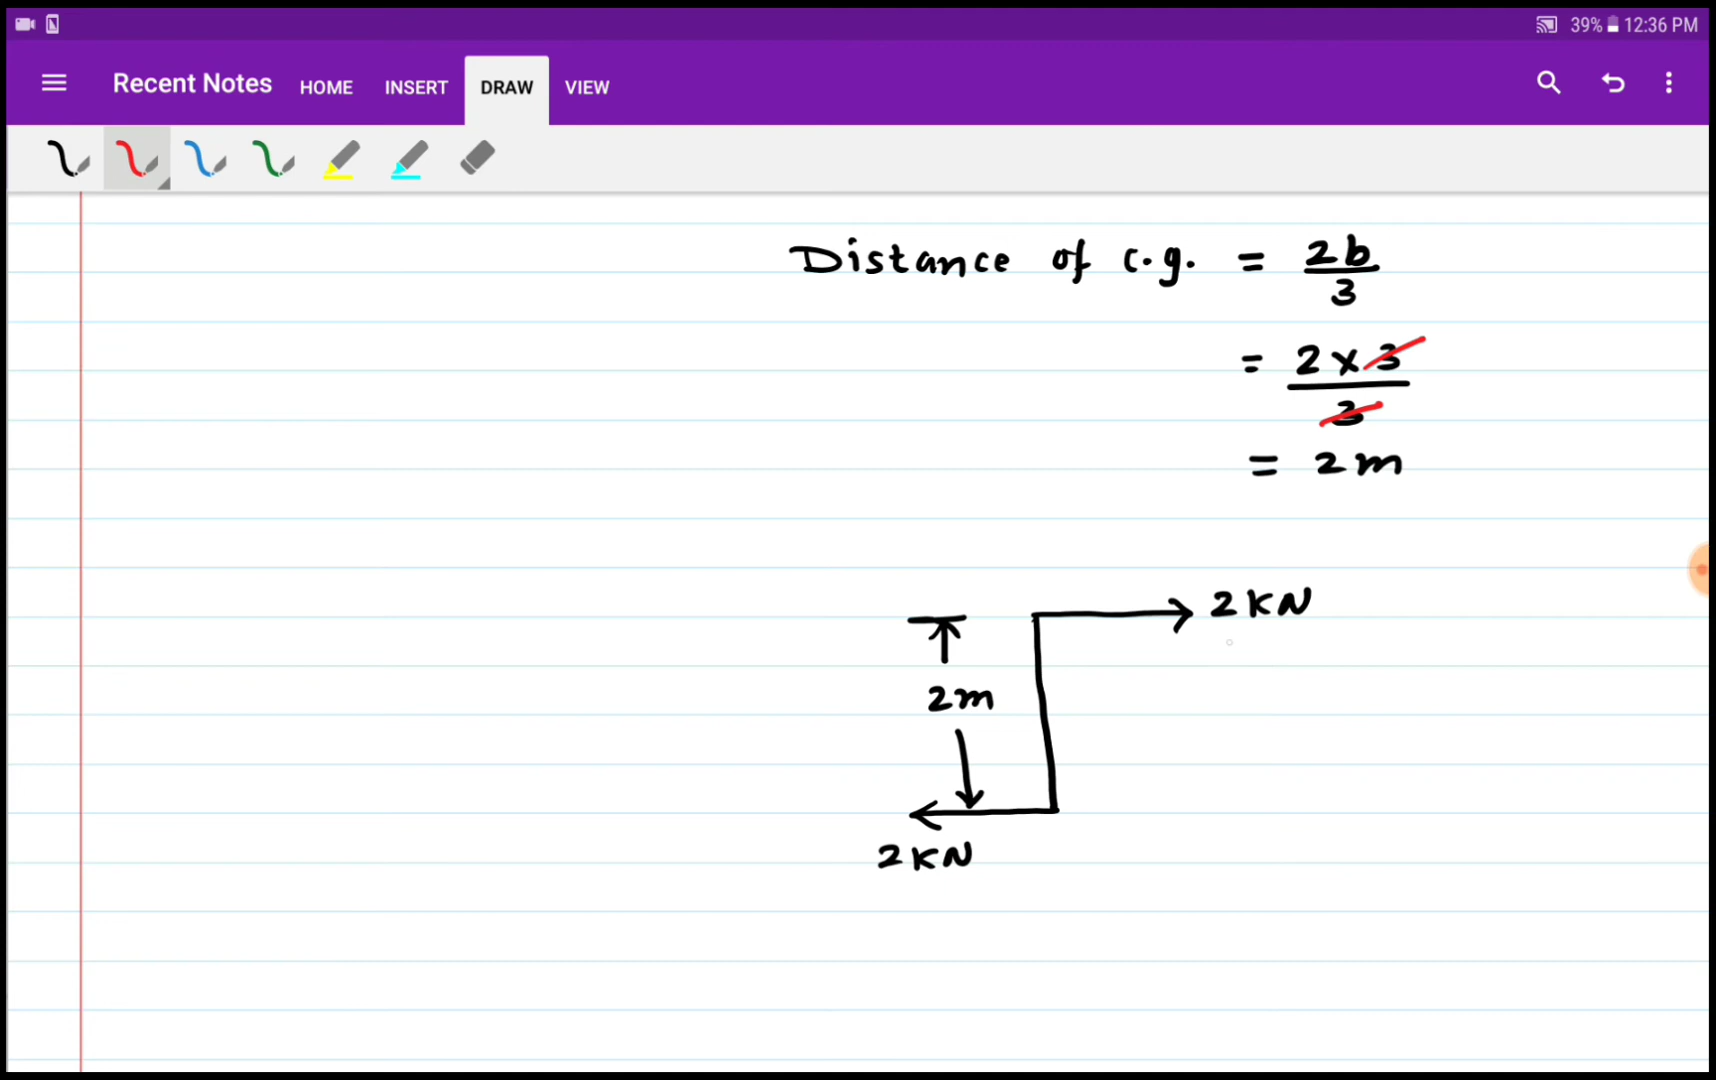 39% 12:36 PM
Recent Notes HOME INSERT DRAW VIEW
Distance of c.g. = 2b/3
= 2 x 3/3
= 2m
2KN
2m
2KN